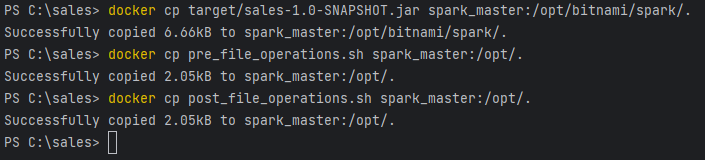 PS C:\sales> docker cp target/sales-1.0-SNAPSHOT.jar spark_master:/opt/bitnami/spark/.
Successfully copied 6.66kB to spark_master:/opt/bitnami/spark/.
PS C:\sales> docker cp pre_file_operations.sh spark_master:/opt/.
Successfully copied 2.05kB to spark_master:/opt/.
PS C:\sales> docker cp post_file_operations.sh spark_master:/opt/.
Successfully copied 2.05kB to spark_master:/opt/.
PS C:\sales>